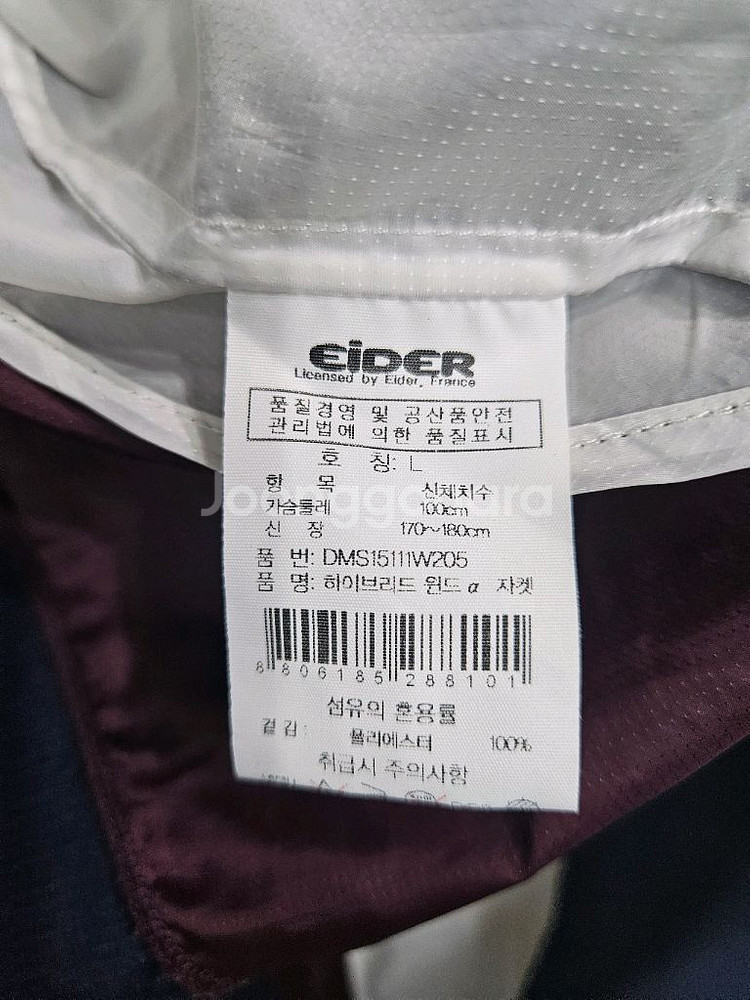 EiDER
Licensed by Eider, France
품질경영 및 공산품안전
관리법에 의한 품질표시
호 칭: L
항 목 신체치수
가슴둘레 100cm
신 장 170~180cm
Joonggonara
품 번: DMS15111W205
품 명: 하이브리드 윈드 α 자켓
8 806185 288101
섬유의 혼용률
겉감: 폴리에스터 100%
취급시 주의사항